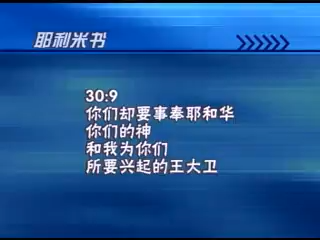 耶利米书
30:9
你们却要事奉耶和华
你们的神
和我为你们
所要兴起的王大卫